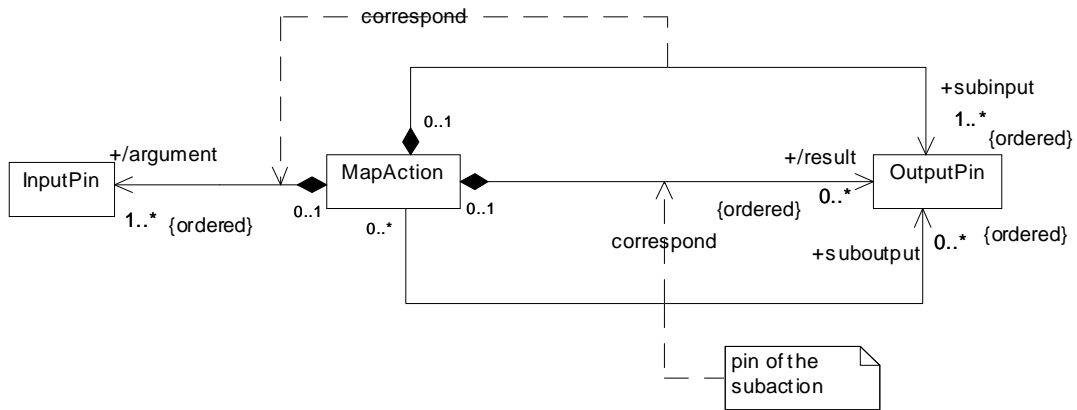 correspond
+subinput
0..1
1..*
{ordered}
+/argument
+/result
InputPin
MapAction
OutputPin
1..*
{ordered}
0..1
0..*
0..1
{ordered}
0..*
correspond
+suboutput
0..*
{ordered}
pin of the
subaction